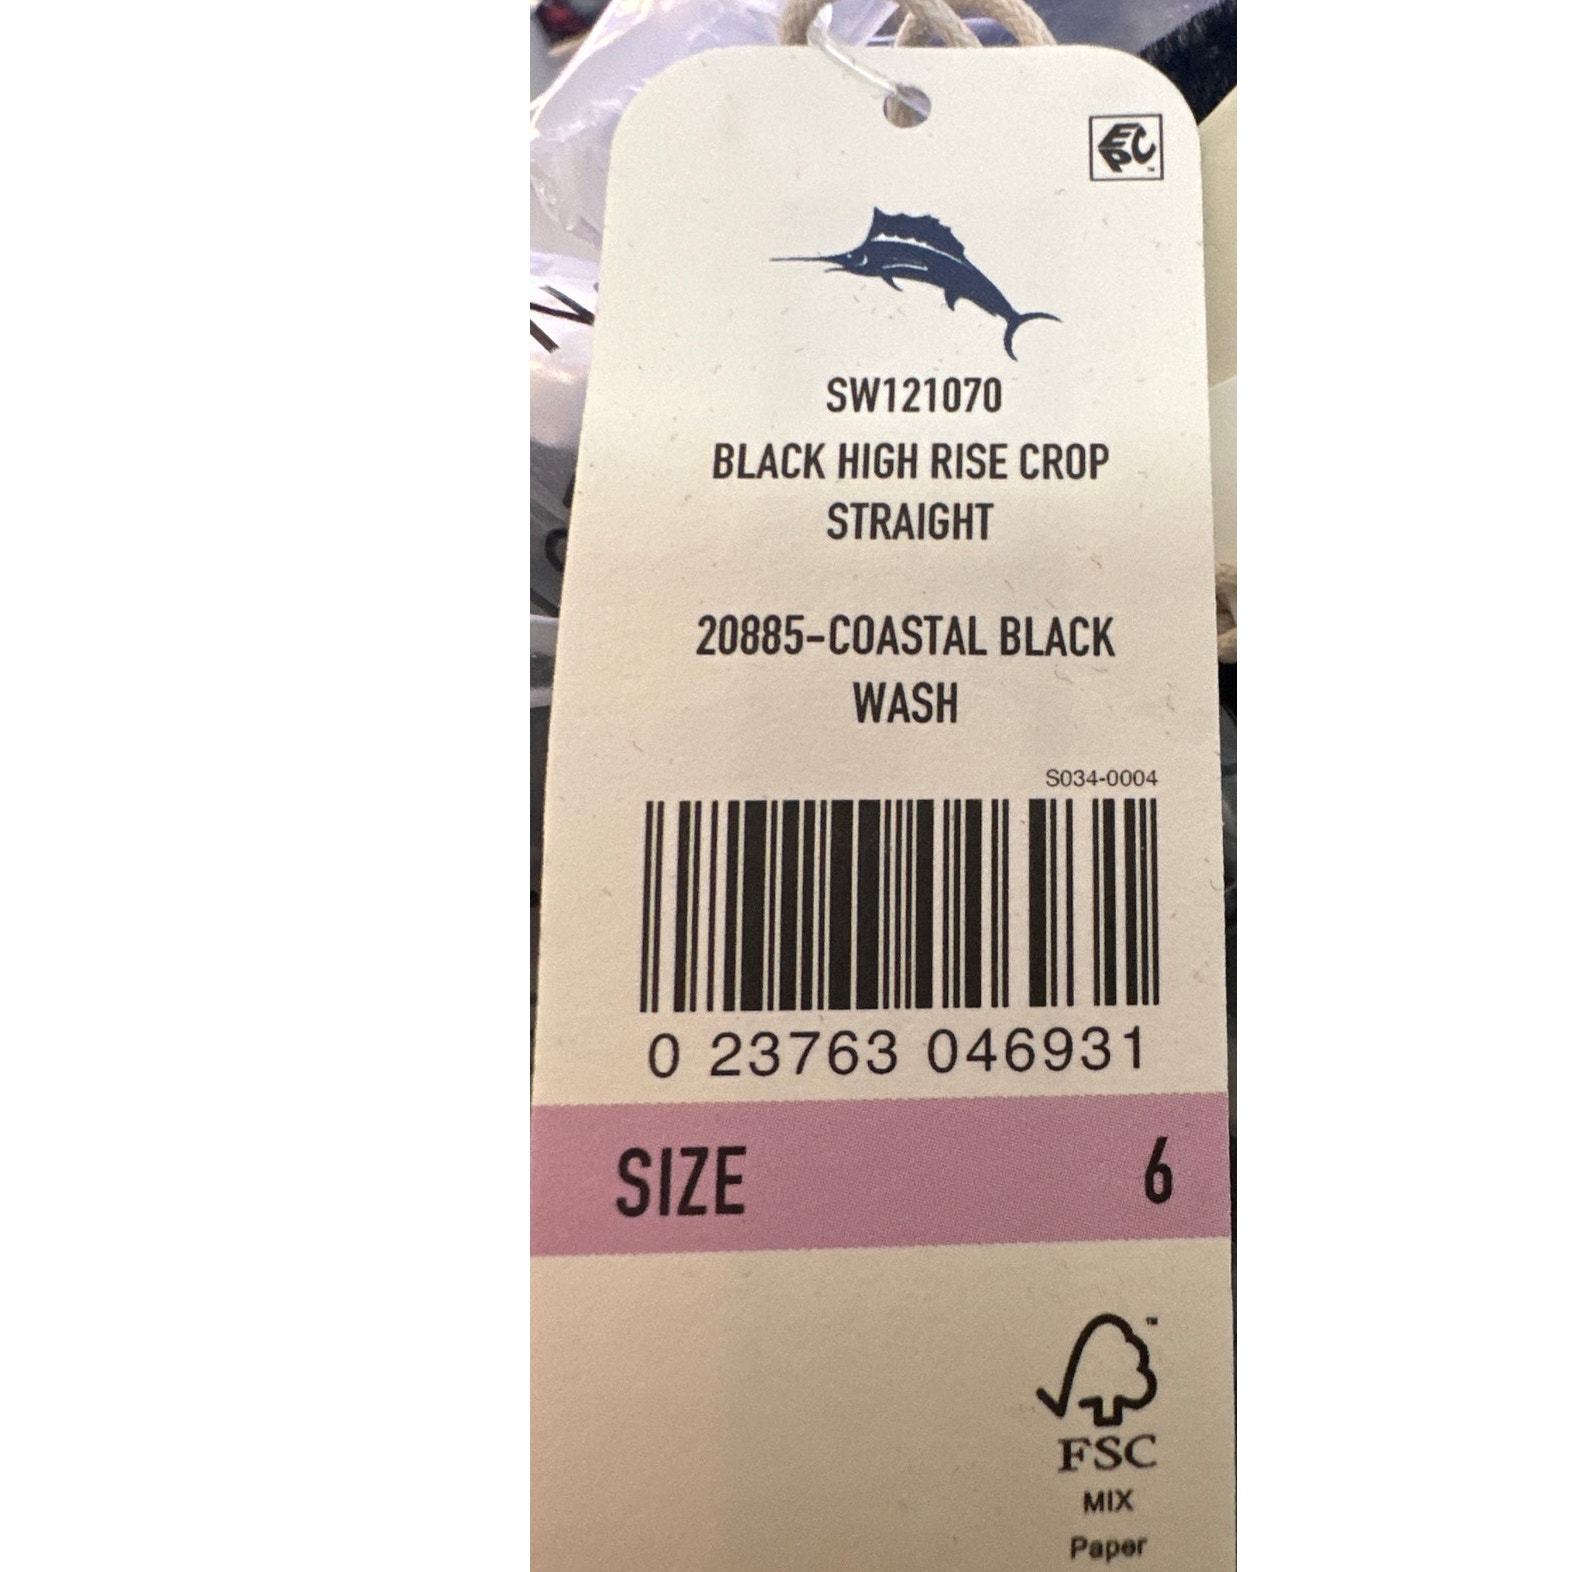 EPC
SW121070
BLACK HIGH RISE CROP
STRAIGHT
20885-COASTAL BLACK
WASH
S034-0004
0 23763 046931
SIZE 6
FSC
MIX
Paper